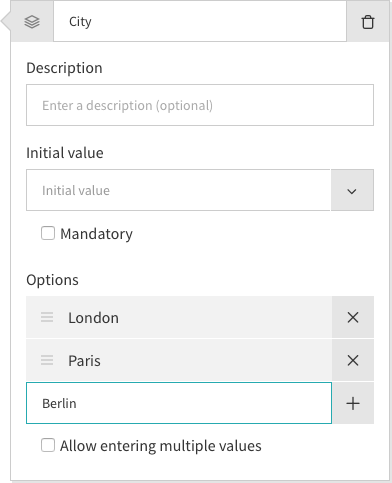 City
Description
Enter a description (optional)
Initial value
Initial value
Mandatory
Options
London
Paris
Berlin
Allow entering multiple values